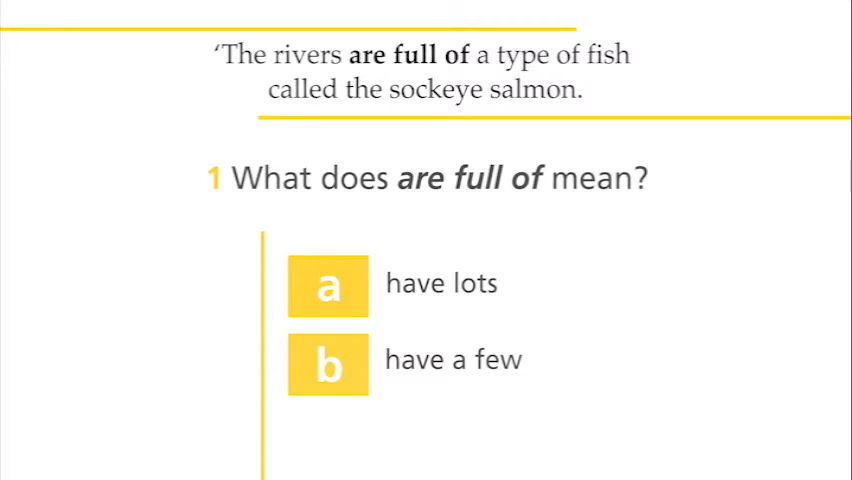 ‘The rivers are full of a type of fish
called the sockeye salmon.
1 What does are full of mean?
a have lots
b have a few